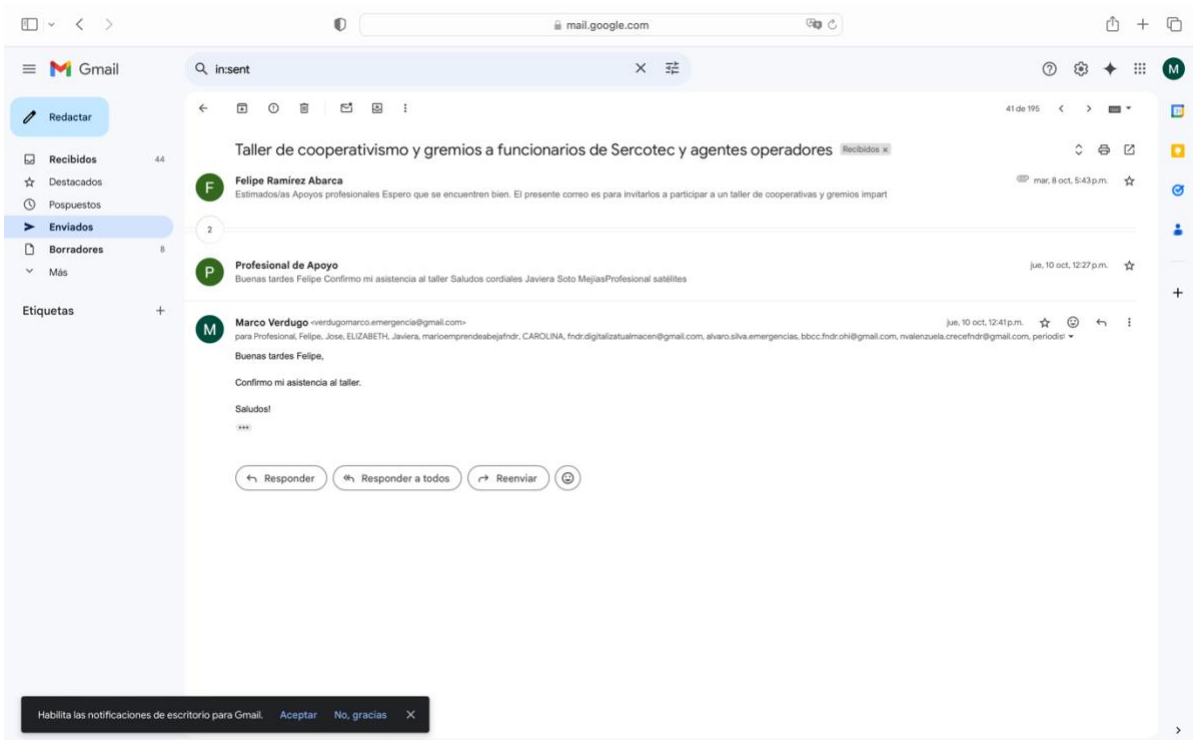 mail.google.com
Gmail
in:sent
M
Redactar
41 de 195
Recibidos 44
Destacados
Pospuestos
Enviados
Borradores 8
Más
Etiquetas
Taller de cooperativismo y gremios a funcionarios de Sercotec y agentes operadores Recibidos x
F
Felipe Ramírez Abarca mar, 8 oct, 5:43 p.m.
Estimados/as Apoyos profesionales Espero que se encuentren bien. El presente correo es para invitarlos a participar a un taller de cooperativas y gremios impart
2
P
Profesional de Apoyo jue, 10 oct, 12:27 p.m.
Buenas tardes Felipe Confirmo mi asistencia al taller Saludos cordiales Javiera Soto MejíasProfesional satélites
M
Marco Verdugo <verdugomarco.emergencia@gmail.com> jue, 10 oct, 12:41 p.m.
para Profesional, Felipe, Jose, ELIZABETH, Javiera, marioemprendeabejafndr, CAROLINA, fndr.digitalizatualmacen@gmail.com, alvaro.silva.emergencias, bbcc.fndr.ohi@gmail.com, nvalenzuela.crecefndr@gmail.com, periodist
Buenas tardes Felipe,
Confirmo mi asistencia al taller.
Saludos!
Responder Responder a todos Reenviar
Habilita las notificaciones de escritorio para Gmail. Aceptar No, gracias